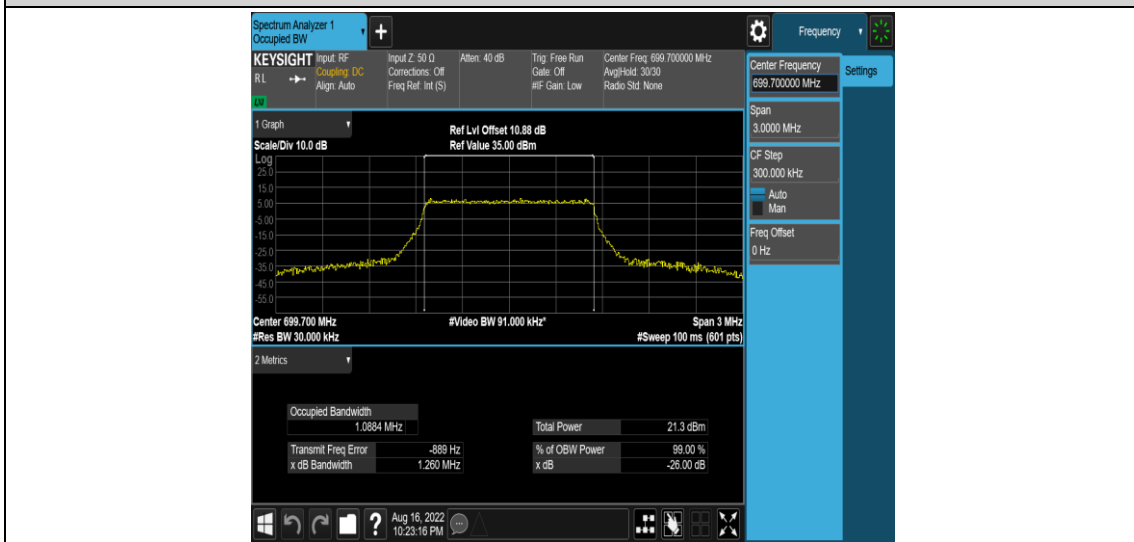 Spectrum Analyzer 1
Occupied BW
Frequency
KEYSIGHT
RL
LXI
Input: RF
Coupling: DC
Align: Auto
Input Z: 50 Ω
Corrections: Off
Freq Ref: Int (S)
Atten: 40 dB
Trig: Free Run
Gate: Off
#IF Gain: Low
Center Freq: 699.700000 MHz
Avg|Hold: 30/30
Radio Std: None
Center Frequency
699.700000 MHz
Settings
Span
3.0000 MHz
CF Step
300.000 kHz
Auto
Man
Freq Offset
0 Hz
1 Graph
Scale/Div 10.0 dB
Ref Lvl Offset 10.88 dB
Ref Value 35.00 dBm
Log
25.0
15.0
5.00
-5.00
-15.0
-25.0
-35.0
-45.0
-55.0
Center 699.700 MHz
#Video BW 91.000 kHz*
Span 3 MHz
#Res BW 30.000 kHz
#Sweep 100 ms (601 pts)
2 Metrics
Occupied Bandwidth
1.0884 MHz
Total Power 21.3 dBm
Transmit Freq Error -889 Hz
% of OBW Power 99.00 %
x dB Bandwidth 1.260 MHz
x dB -26.00 dB
Aug 16, 2022
10:23:16 PM